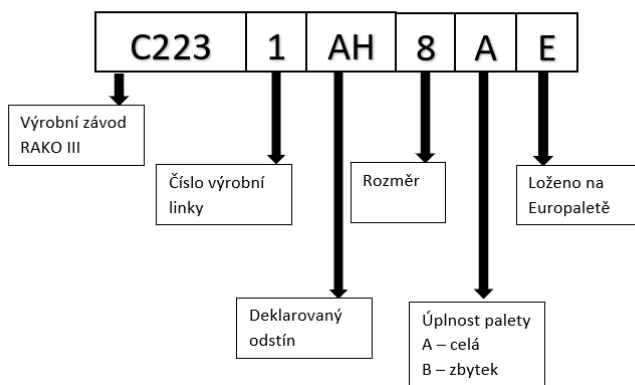 C223 1 AH 8 A E
Výrobní závod
RAKO III
Číslo výrobní
linky
Rozměr
Loženo na
Europaletě
Deklarovaný
odstín
Úplnost palety
A – celá
B – zbytek